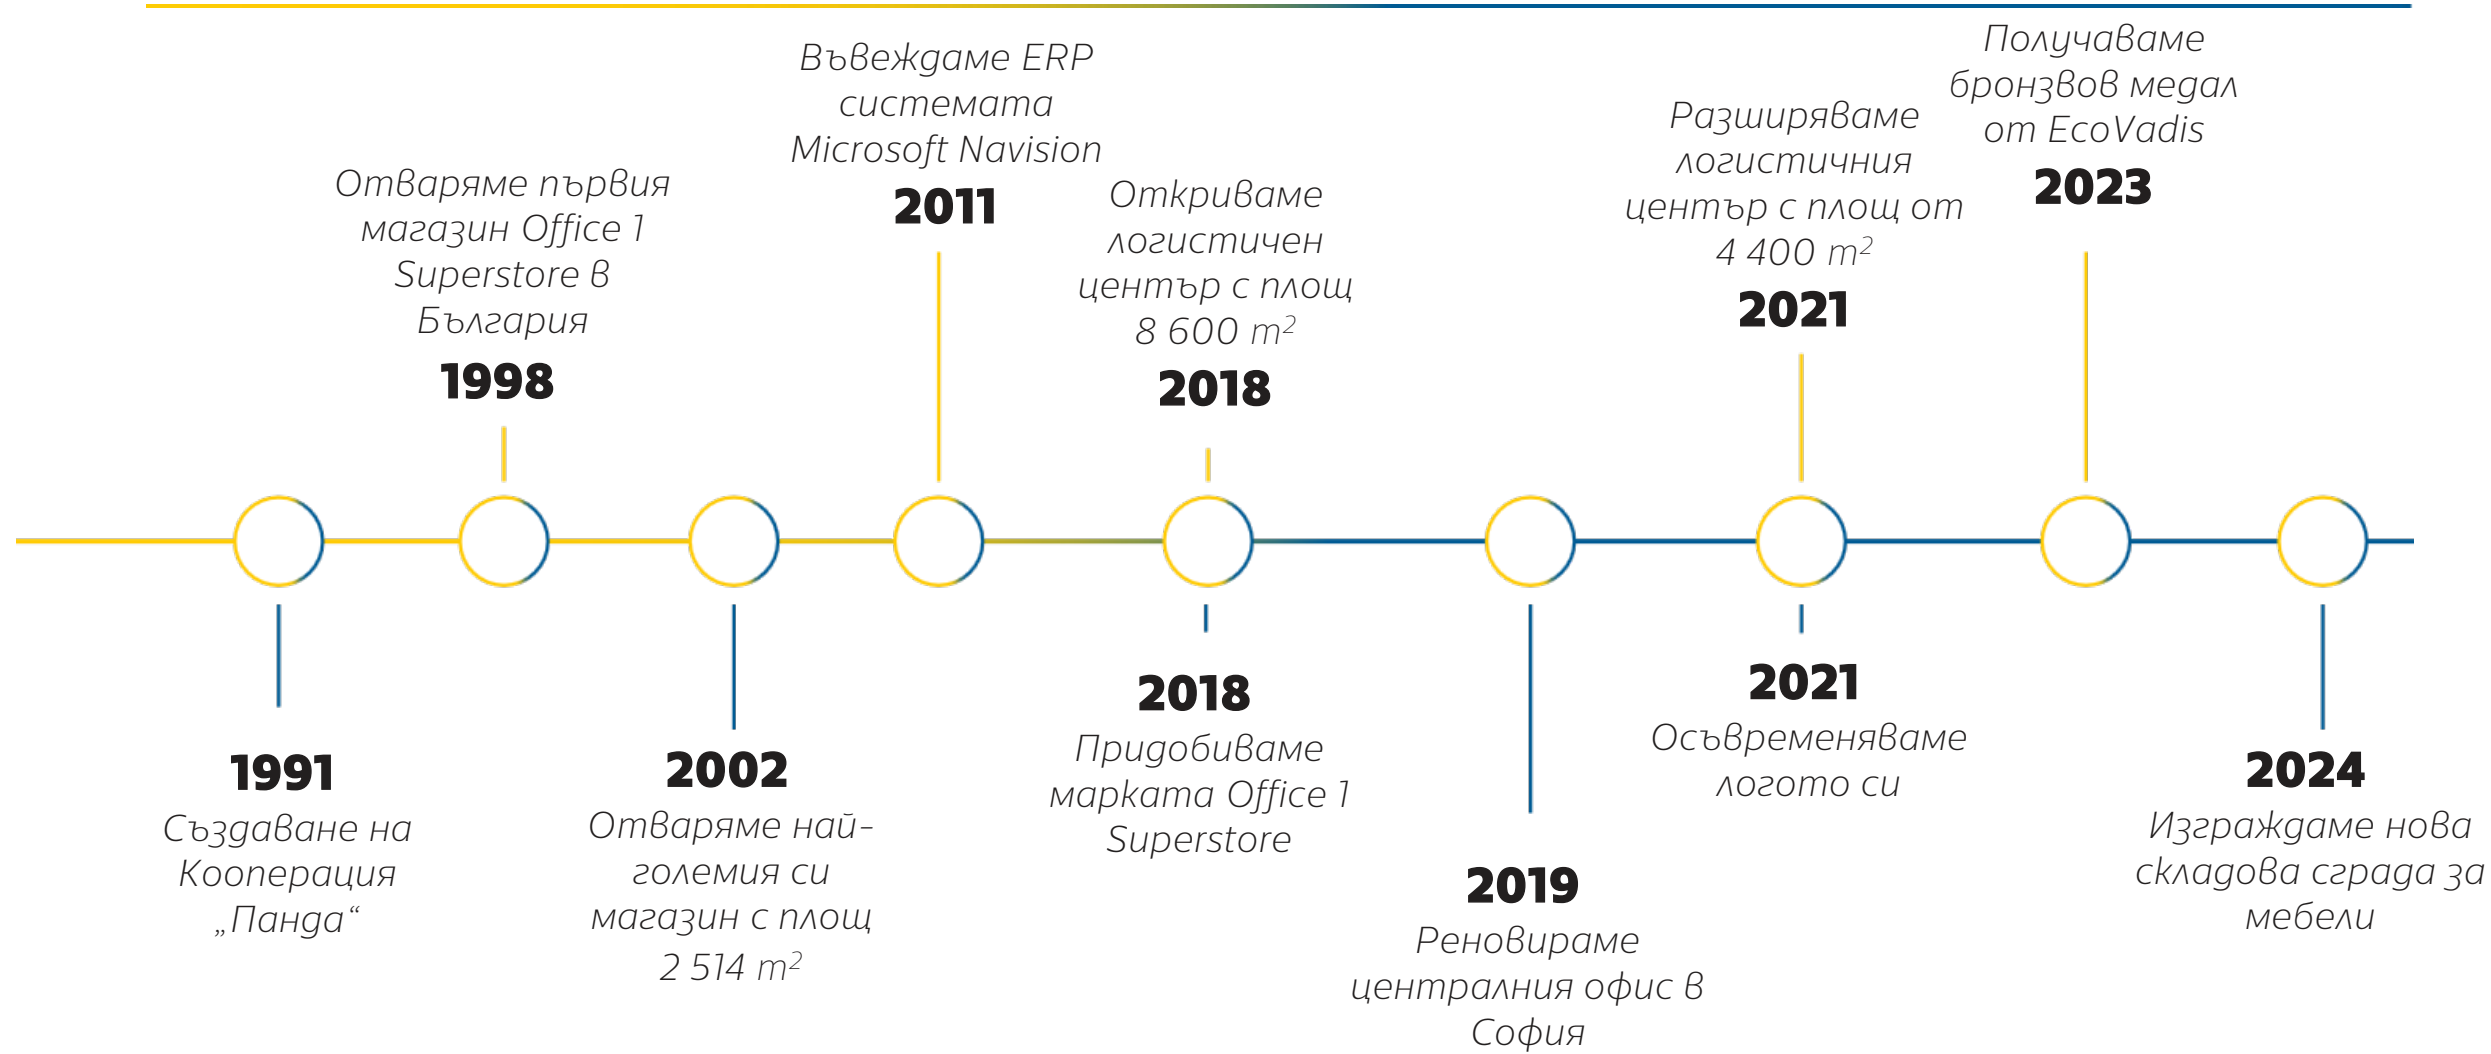 1991
Създаване на
Кооперация
„Панда“
Отваряме първия
магазин Office 1
Superstore в
България
1998
2002
Отваряме най-
големия си
магазин с площ
2 514 m²
Въвеждаме ERP
системата
Microsoft Navision
2011
Откриваме
логистичен
център с площ
8 600 m²
2018
2018
Придобиваме
марката Office 1
Superstore
2019
Реновираме
централния офис в
София
Разширяваме
логистичния
център с площ от
4 400 m²
2021
2021
Осъвременяваме
логото си
Получаваме
бронзвов медал
от EcoVadis
2023
2024
Изграждаме нова
складова сграда за
мебели